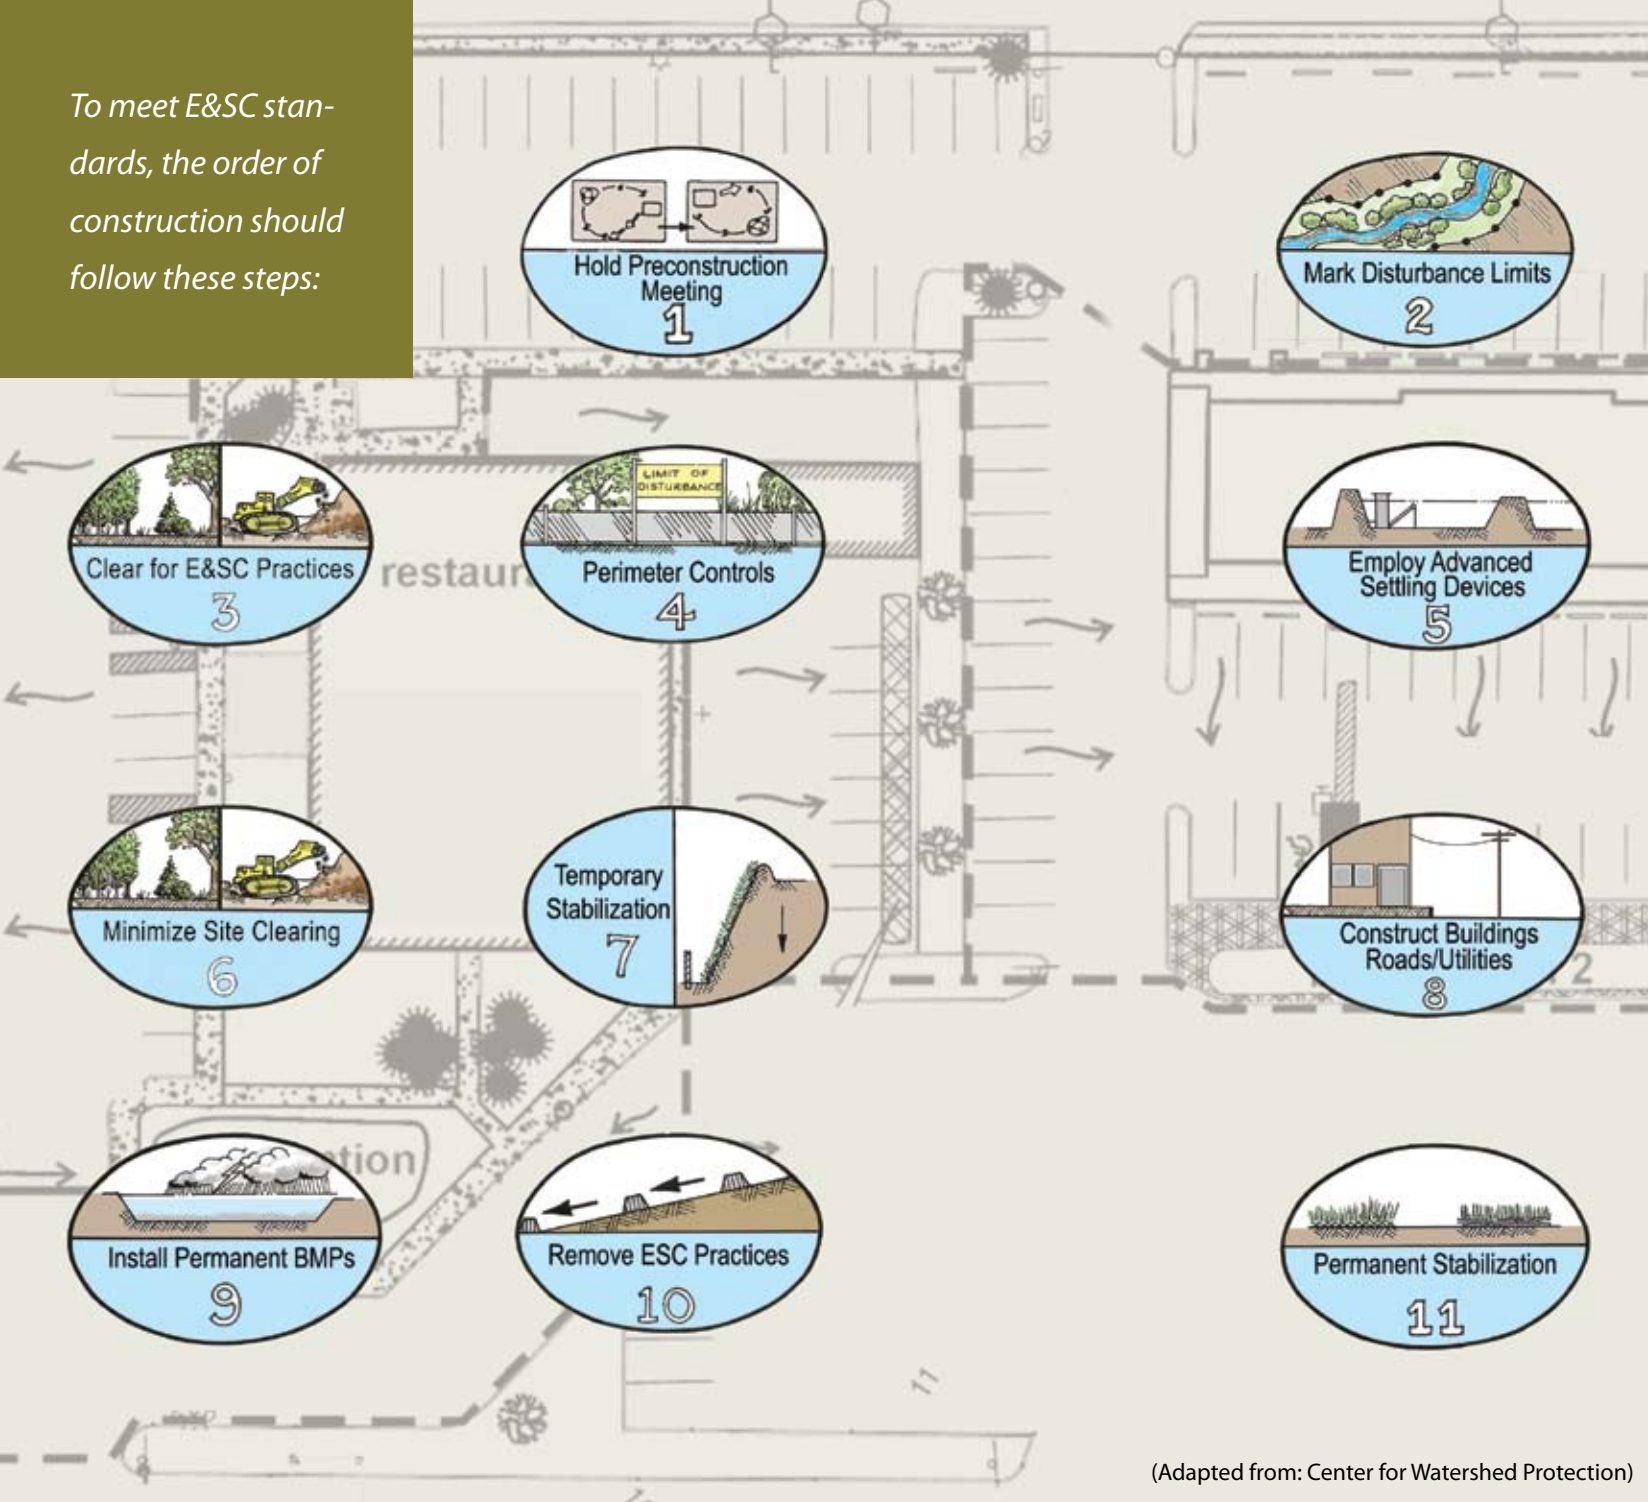 To meet E&SC stan-
dards, the order of
construction should
follow these steps:
Hold Preconstruction
Meeting
1
Mark Disturbance Limits
2
Clear for E&SC Practices
3
restaur
LIMIT OF
DISTURBANCE
Perimeter Controls
4
Employ Advanced
Settling Devices
5
Minimize Site Clearing
6
Temporary
Stabilization
7
Construct Buildings
Roads/Utilities
8
2
tion
Install Permanent BMPs
9
Remove ESC Practices
10
Permanent Stabilization
11
11
(Adapted from: Center for Watershed Protection)